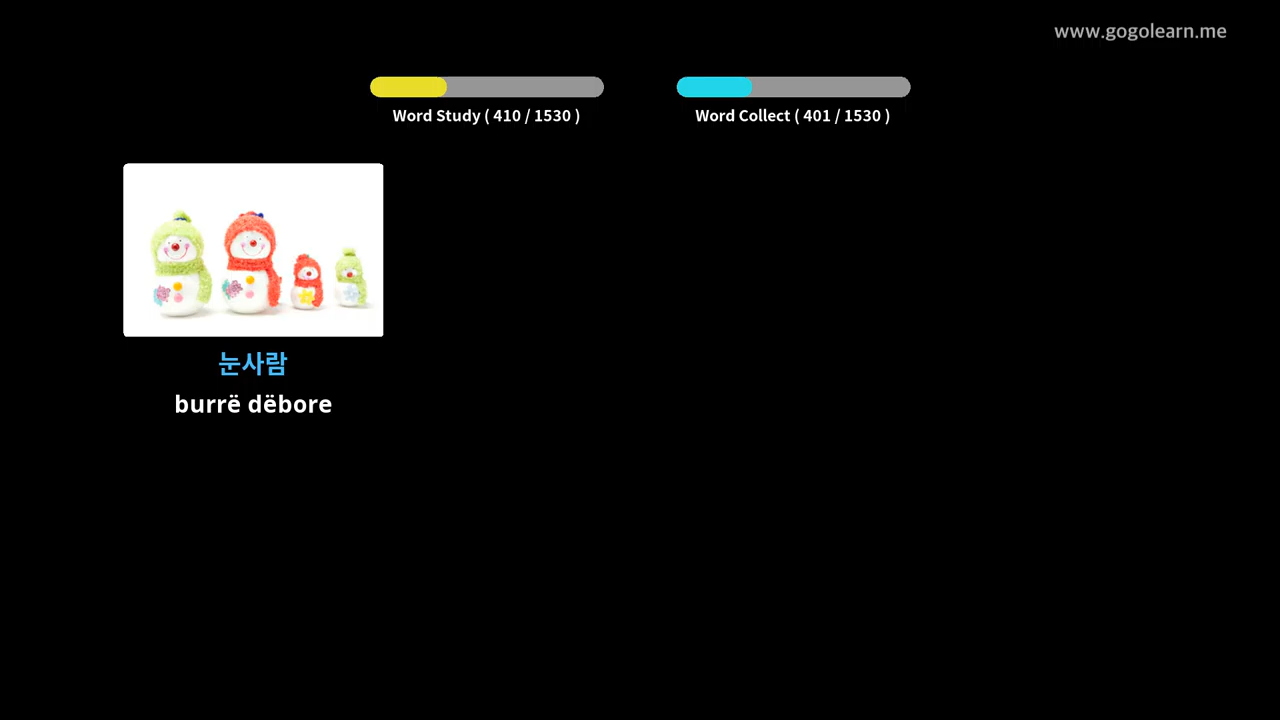 www.gogolearn.me
Word Study ( 410 / 1530 )
Word Collect ( 401 / 1530 )
눈사람
burrë dëbore